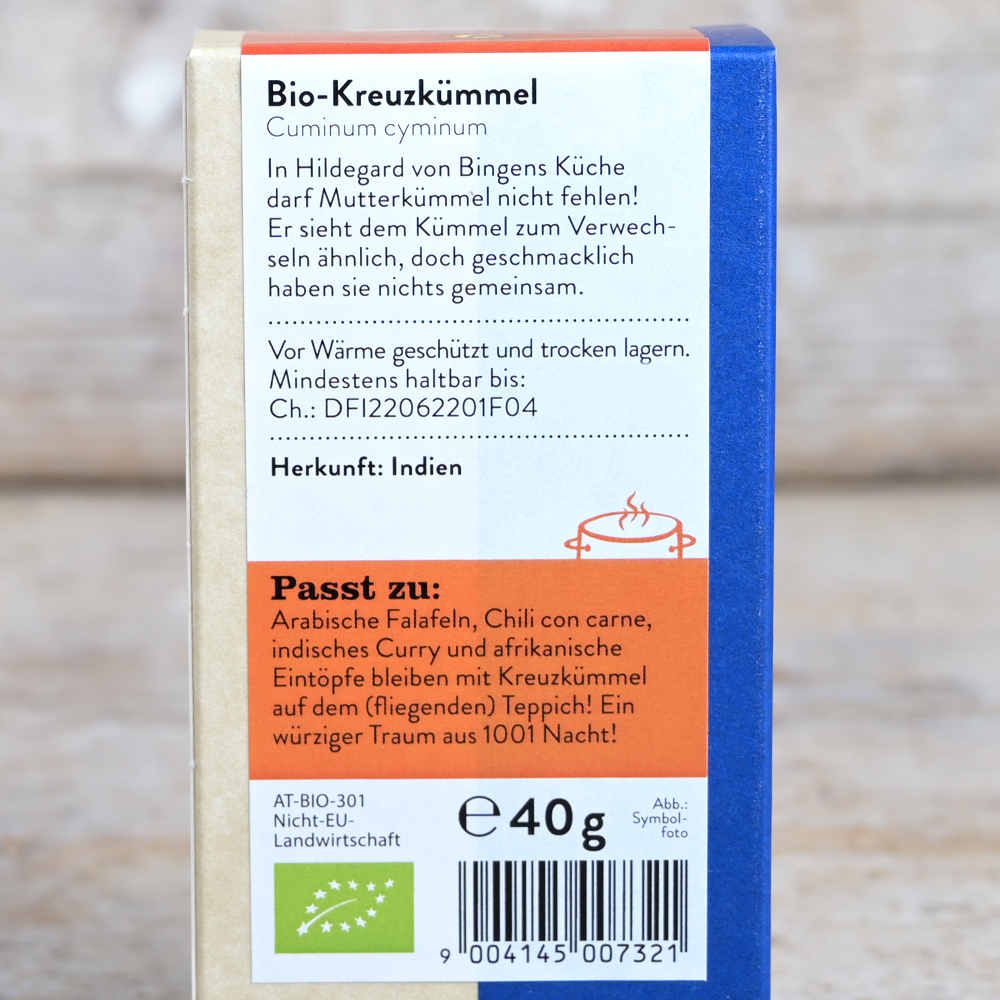 Bio-Kreuzkümmel
Cuminum cyminum
In Hildegard von Bingens Küche
darf Mutterkümmel nicht fehlen!
Er sieht dem Kümmel zum Verwech-
seln ähnlich, doch geschmacklich
haben sie nichts gemeinsam.
Vor Wärme geschützt und trocken lagern.
Mindestens haltbar bis:
Ch.: DFI22062201F04
Herkunft: Indien
Passt zu:
Arabische Falafeln, Chili con carne,
indisches Curry und afrikanische
Eintöpfe bleiben mit Kreuzkümmel
auf dem (fliegenden) Teppich! Ein
würziger Traum aus 1001 Nacht!
AT-BIO-301
Nicht-EU-
Landwirtschaft
℮ 40 g
Abb.:
Symbol-
foto
9 004145 007321